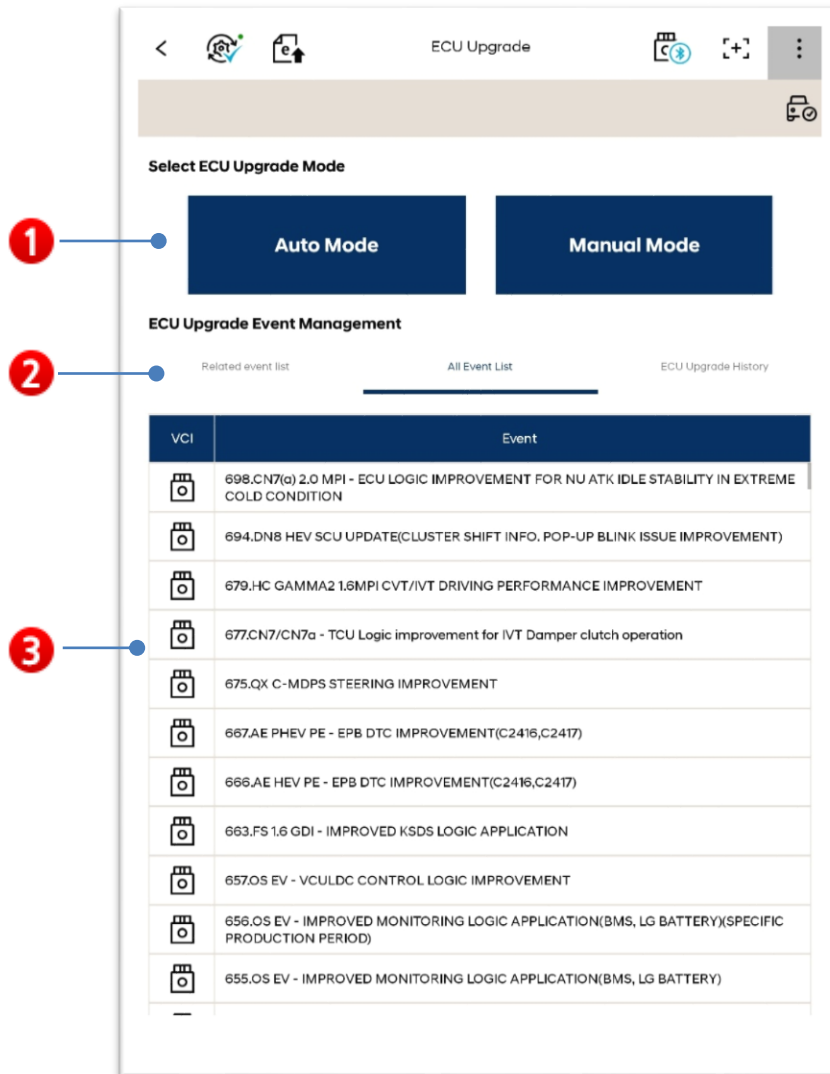 ECU Upgrade
Select ECU Upgrade Mode
1
Auto Mode
Manual Mode
ECU Upgrade Event Management
2
Related event list
All Event List
ECU Upgrade History
VCI
Event
698.CN7(a) 2.0 MPI - ECU LOGIC IMPROVEMENT FOR NU ATK IDLE STABILITY IN EXTREME
COLD CONDITION
694.DN8 HEV SCU UPDATE(CLUSTER SHIFT INFO. POP-UP BLINK ISSUE IMPROVEMENT)
679.HC GAMMA2 1.6MPI CVT/IVT DRIVING PERFORMANCE IMPROVEMENT
3
677.CN7/CN7a - TCU Logic improvement for IVT Damper clutch operation
675.QX C-MDPS STEERING IMPROVEMENT
667.AE PHEV PE - EPB DTC IMPROVEMENT(C2416,C2417)
666.AE HEV PE - EPB DTC IMPROVEMENT(C2416,C2417)
663.FS 1.6 GDI - IMPROVED KSDS LOGIC APPLICATION
657.OS EV - VCULDC CONTROL LOGIC IMPROVEMENT
656.OS EV - IMPROVED MONITORING LOGIC APPLICATION(BMS, LG BATTERY)(SPECIFIC
PRODUCTION PERIOD)
655.OS EV - IMPROVED MONITORING LOGIC APPLICATION(BMS, LG BATTERY)